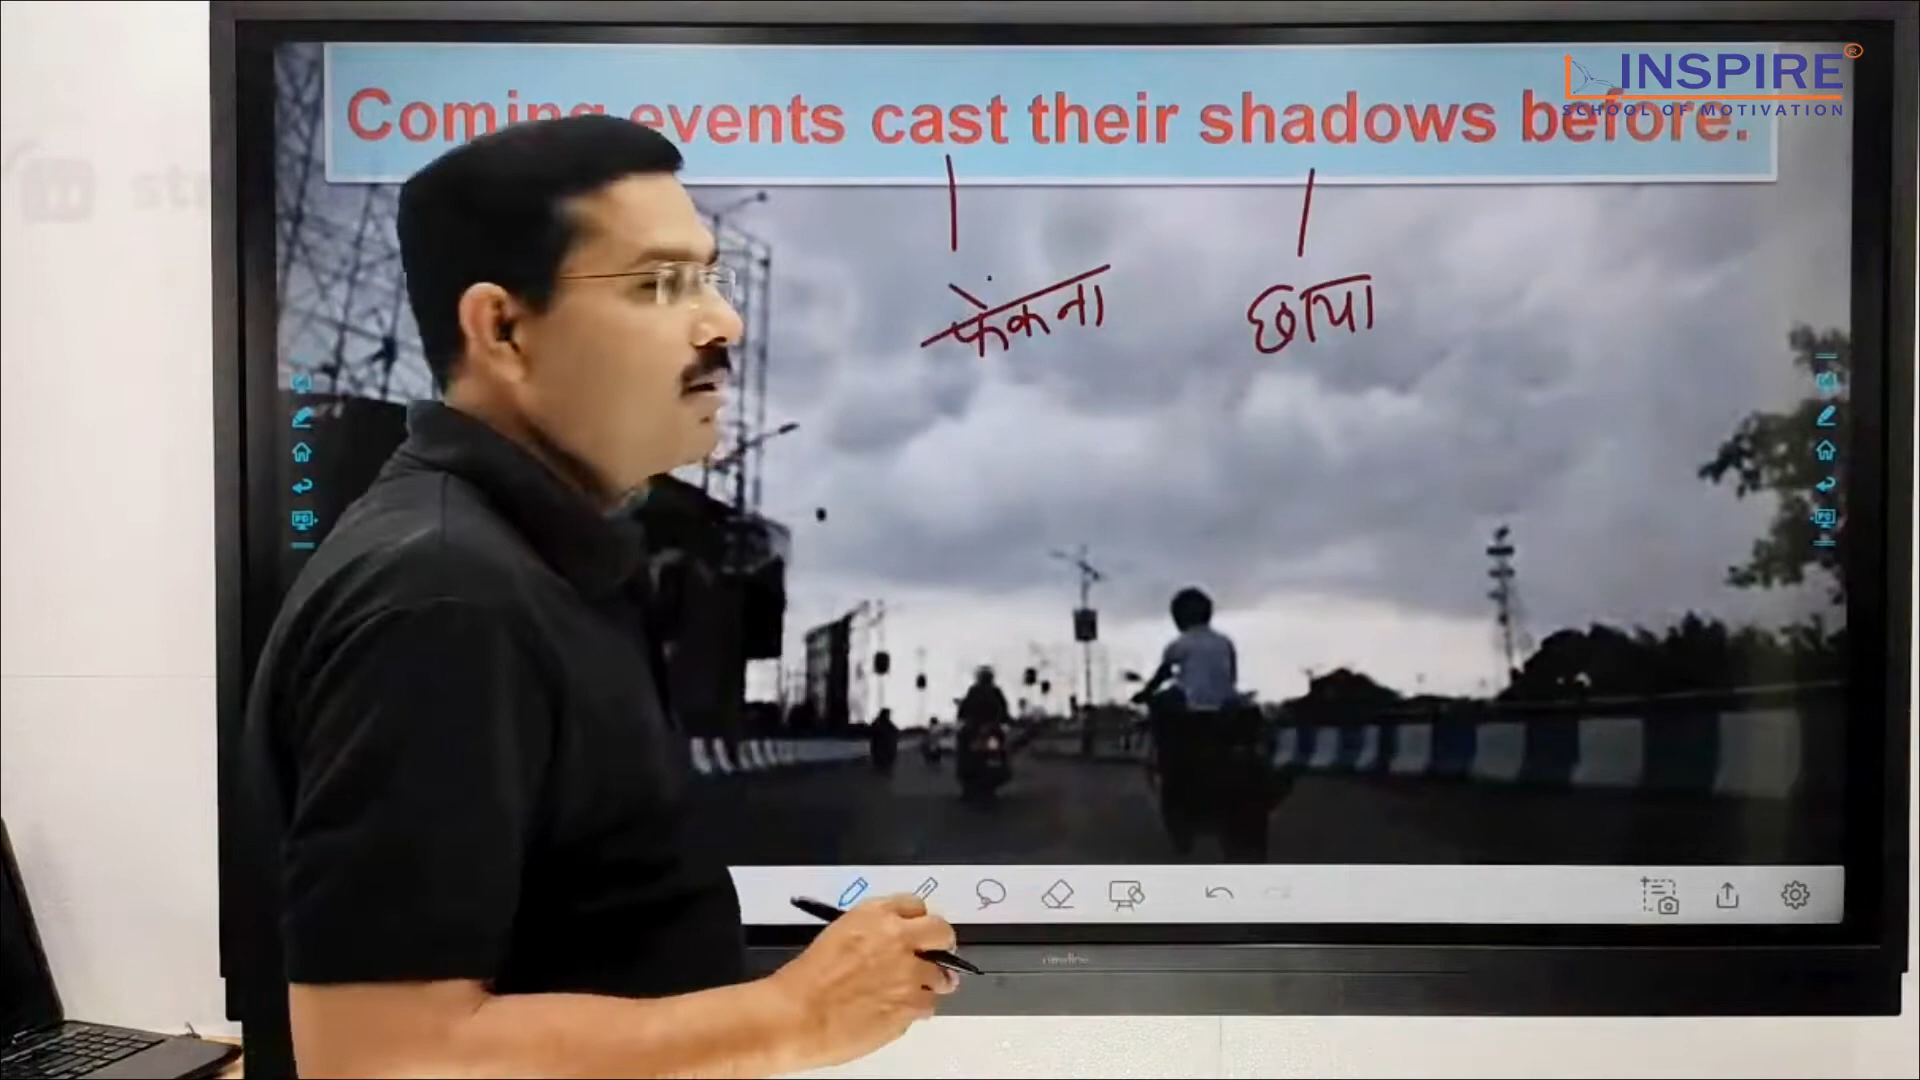 INSPIRE®
SCHOOL OF MOTIVATION
Coming events cast their shadows before.
फेंकना छाया